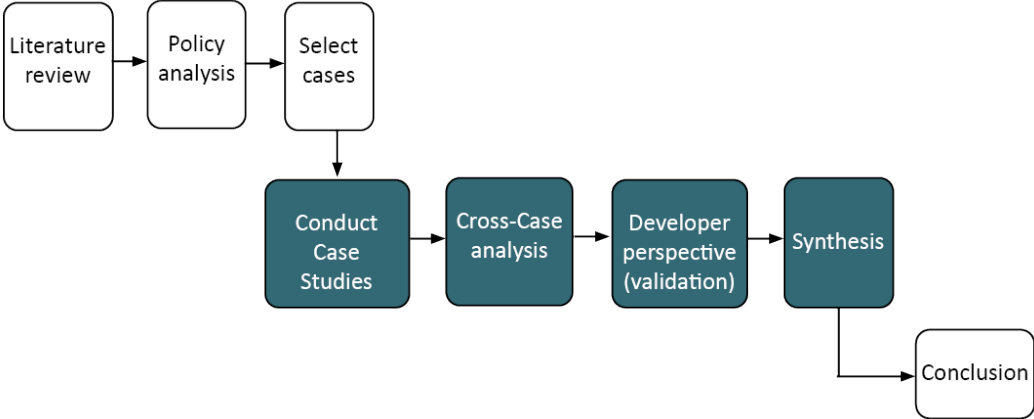 Literature
review
Policy
analysis
Select
cases
Conduct
Case
Studies
Cross-Case
analysis
Developer
perspective
(validation)
Synthesis
Conclusion